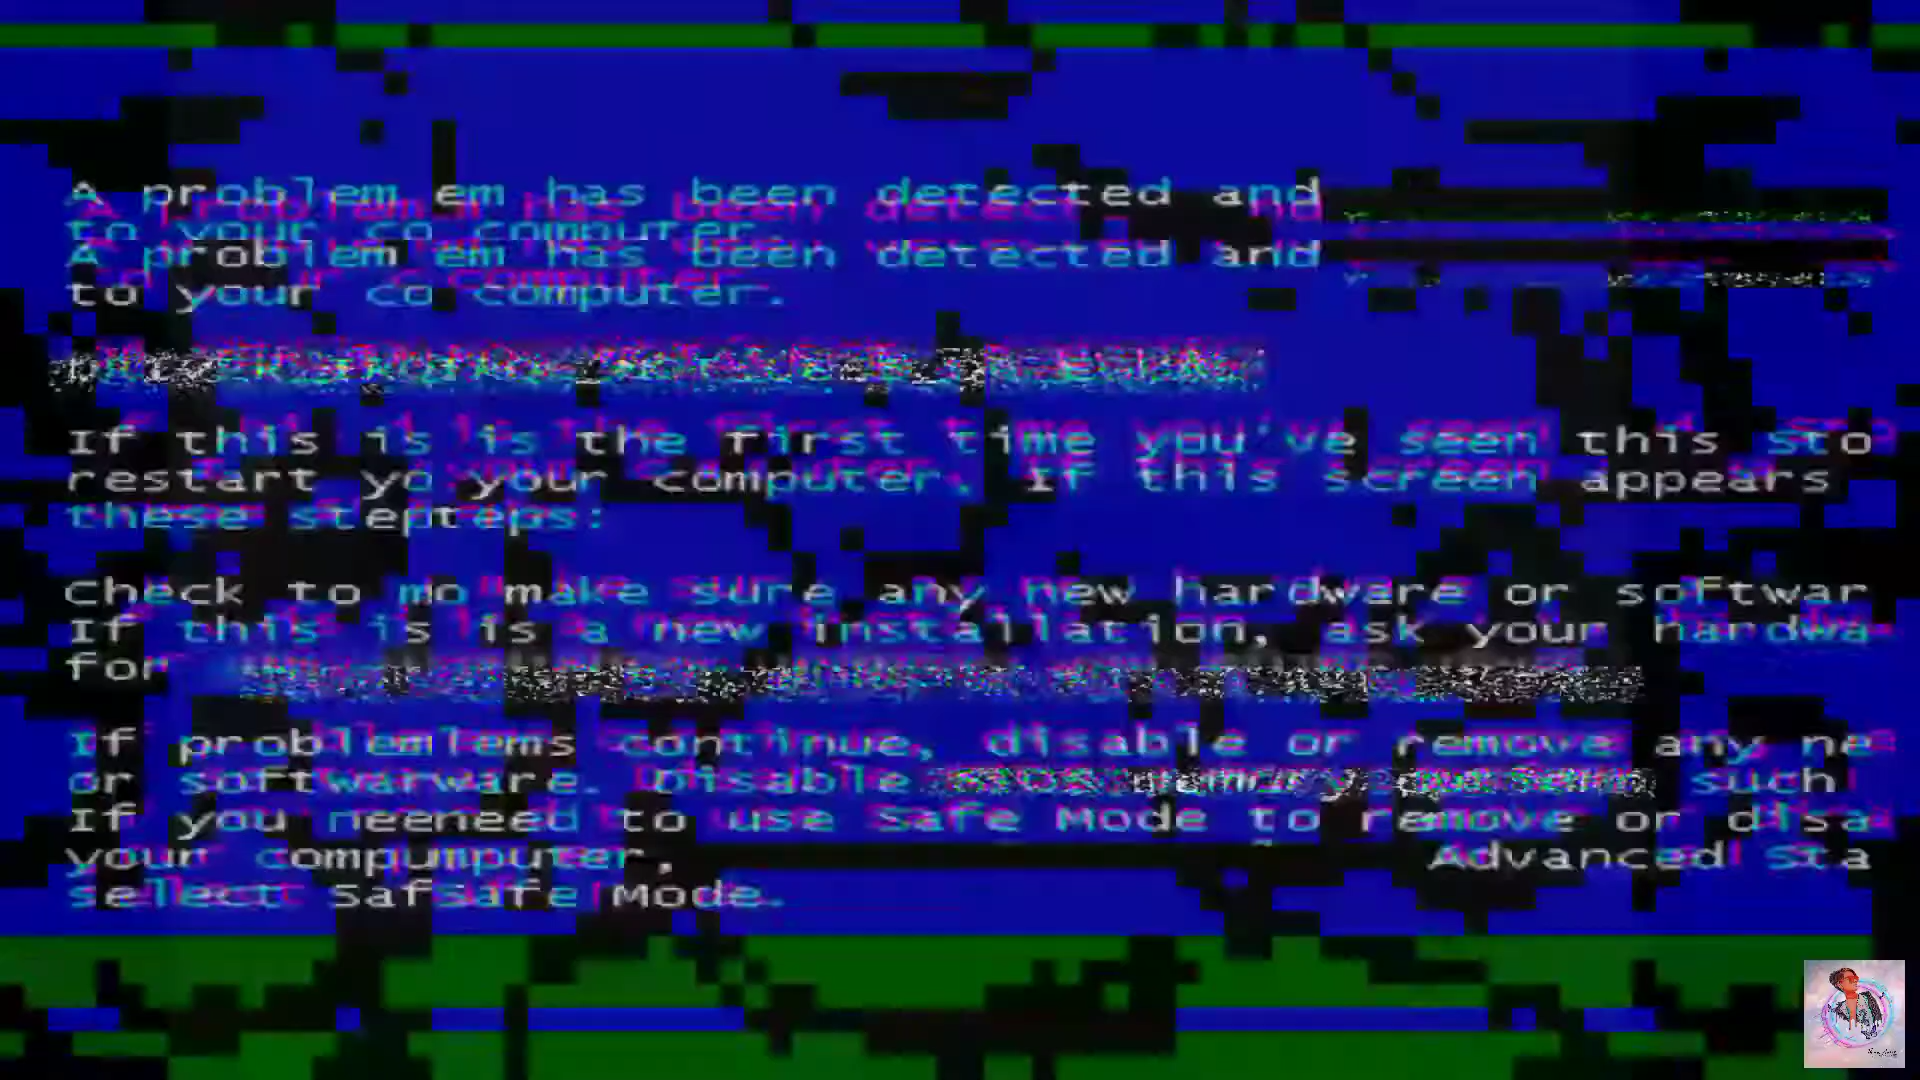 A problem em has been detected and
to your co computer.
A problem em has been detected and
to your co computer.
If this is is the first time you've seen this Sto
restart yo your computer. If this screen appears
these stepteps:
Check to mo make sure any new hardware or softwar
If this is is a new installation, ask your hardwa
for
If problemlems continue, disable or remove any ne
or softwarware. Disable such
If you neeneed to use Safe Mode to remove or disa
your compumputer, Advanced Sta
select SafSafe Mode.